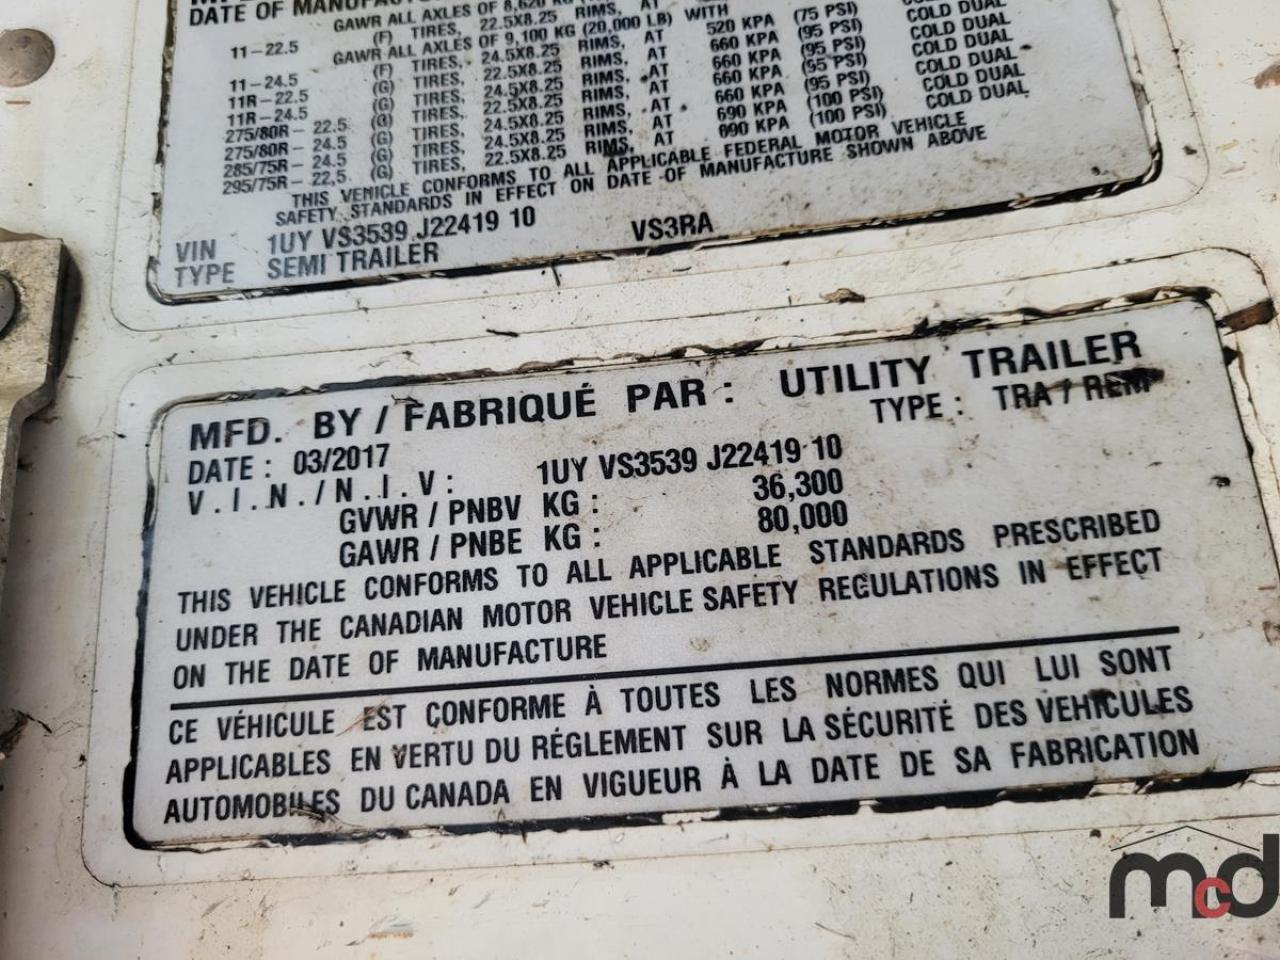 DATE OF MANUFACTU
GAWR ALL AXLES OF 8,620 KG
11-22.5 (F) TIRES, 22.5X8.25 RIMS, AT 520 KPA (75 PSI) COLD DUAL
GAWR ALL AXLES OF 9,100 KG (20,000 LB) WITH
11-24.5 (F) TIRES, 24.5X8.25 RIMS, AT 660 KPA (95 PSI) COLD DUAL
11R-22.5 (G) TIRES, 22.5X8.25 RIMS, AT 660 KPA (95 PSI) COLD DUAL
11R-24.5 (G) TIRES, 24.5X8.25 RIMS, AT 660 KPA (95 PSI) COLD DUAL
275/80R-22.5 (G) TIRES, 22.5X8.25 RIMS, AT 660 KPA (95 PSI) COLD DUAL
275/80R-24.5 (G) TIRES, 24.5X8.25 RIMS, AT
285/75R-24.5 (G) TIRES, 24.5X8.25 RIMS, AT 690 KPA (100 PSI)
295/75R-22.5 (G) TIRES, 22.5X8.25 RIMS, AT 690 KPA (100 PSI) COLD DUAL
THIS VEHICLE CONFORMS TO ALL APPLICABLE FEDERAL MOTOR VEHICLE
SAFETY STANDARDS IN EFFECT ON DATE OF MANUFACTURE SHOWN ABOVE
VIN 1UY VS3539 J22419 10 VS3RA
TYPE SEMI TRAILER
MFD. BY / FABRIQUÉ PAR : UTILITY TRAILER
DATE : 03/2017 TYPE : TRA / REM
V.I.N./N.I.V : 1UY VS3539 J22419 10
GVWR / PNBV KG : 36,300
GAWR / PNBE KG : 80,000
THIS VEHICLE CONFORMS TO ALL APPLICABLE STANDARDS PRESCRIBED
UNDER THE CANADIAN MOTOR VEHICLE SAFETY REGULATIONS IN EFFECT
ON THE DATE OF MANUFACTURE
CE VÉHICULE EST CONFORME À TOUTES LES NORMES QUI LUI SONT
APPLICABLES EN VERTU DU RÉGLEMENT SUR LA SÉCURITÉ DES VEHICULES
AUTOMOBILES DU CANADA EN VIGUEUR À LA DATE DE SA FABRICATION
mcd